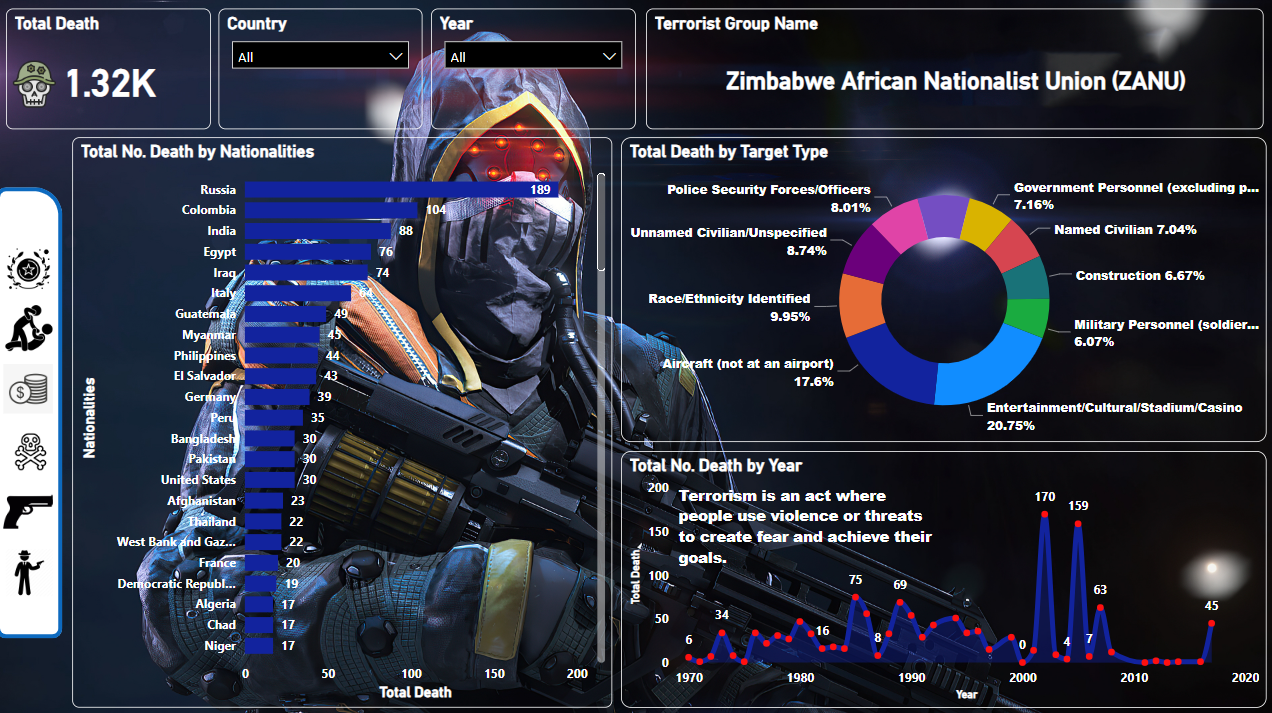 Total Death
1.32K
Country
All
Year
All
Terrorist Group Name
Zimbabwe African Nationalist Union (ZANU)
Total No. Death by Nationalities
Nationalities
Russia 189
Colombia 104
India 88
Egypt 76
Iraq 74
Italy 64
Guatemala 49
Myanmar 45
Philippines 44
El Salvador 43
Germany 39
Peru 35
Bangladesh 30
Pakistan 30
United States 30
Afghanistan 23
Thailand 22
West Bank and Gaz... 22
France 20
Democratic Republ... 19
Algeria 17
Chad 17
Niger 17
0 50 100 150 200
Total Death
Total Death by Target Type
Police Security Forces/Officers
8.01%
Government Personnel (excluding p...
7.16%
Named Civilian 7.04%
Unnamed Civilian/Unspecified
8.74%
Construction 6.67%
Race/Ethnicity Identified
9.95%
Military Personnel (soldier...
6.07%
Aircraft (not at an airport)
17.6%
Entertainment/Cultural/Stadium/Casino
20.75%
Total No. Death by Year
Terrorism is an act where
people use violence or threats
to create fear and achieve their
goals.
Total Death
200
150
100
50
0
6
34
16
75
8
69
0
170
4
159
7
63
45
1970 1980 1990 2000 2010 2020
Year